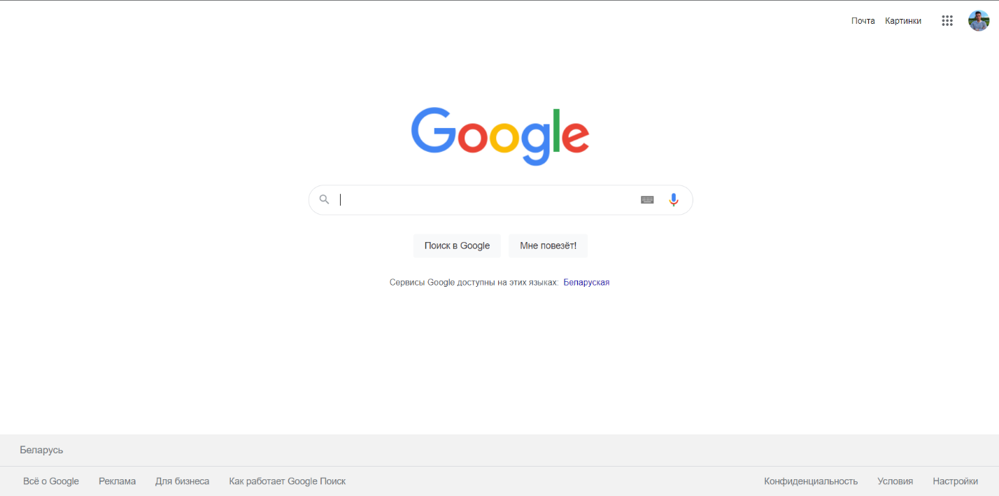 Почта Картинки
Google
Поиск в Google Мне повезёт!
Сервисы Google доступны на этих языках: Беларуская
Беларусь
Всё о Google Реклама Для бизнеса Как работает Google Поиск Конфиденциальность Условия Настройки